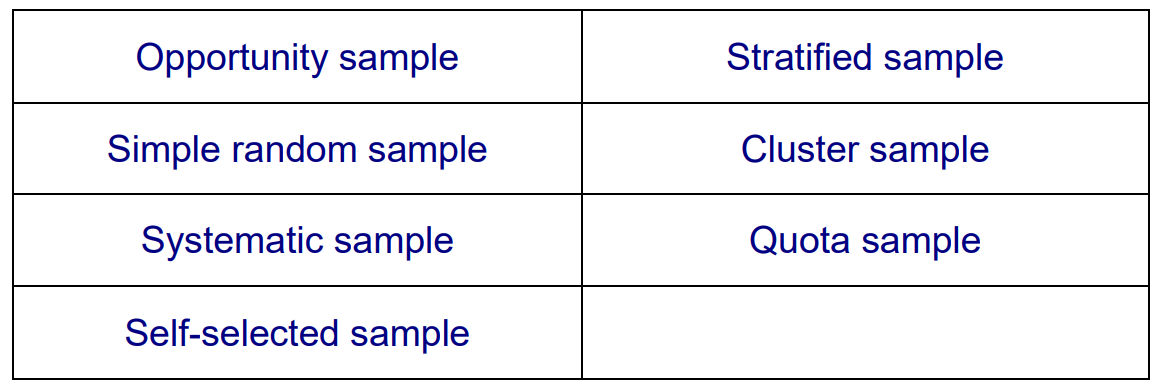 Opportunity sample
Stratified sample
Simple random sample
Cluster sample
Systematic sample
Quota sample
Self-selected sample